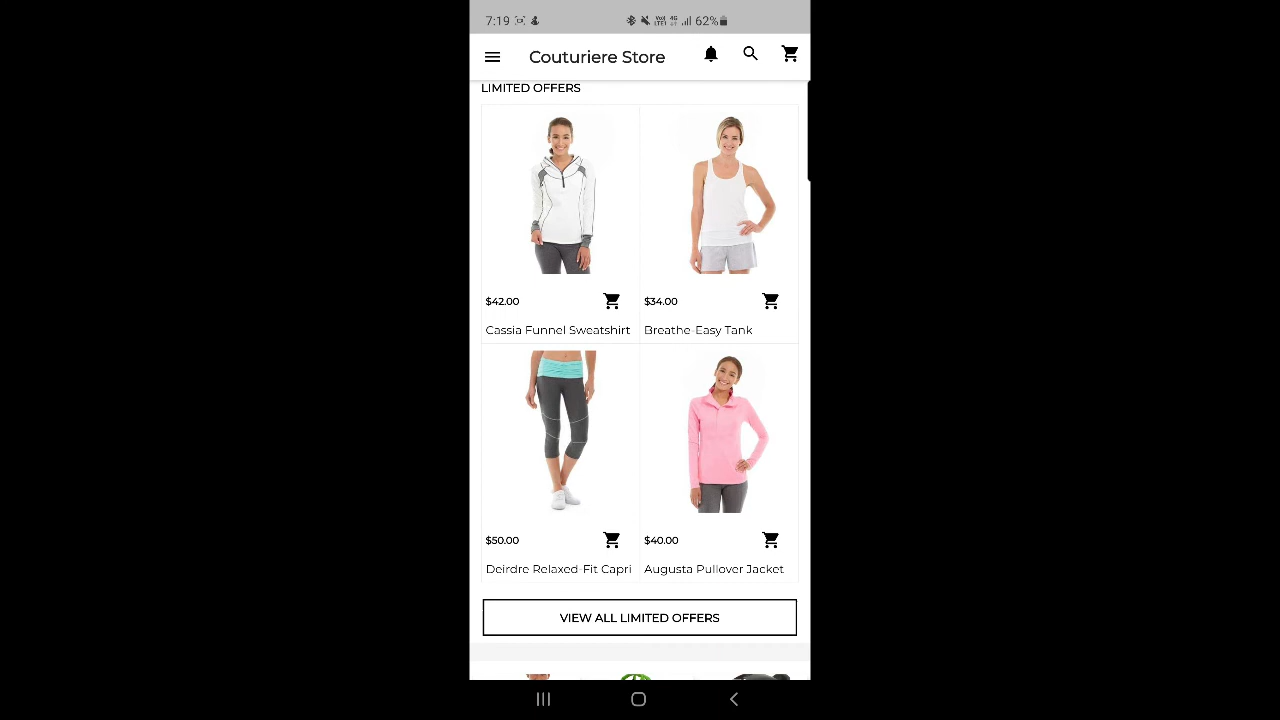 7:19 62%
Couturiere Store
LIMITED OFFERS
$42.00 $34.00
Cassia Funnel Sweatshirt Breathe-Easy Tank
$50.00 $40.00
Deirdre Relaxed-Fit Capri Augusta Pullover Jacket
VIEW ALL LIMITED OFFERS